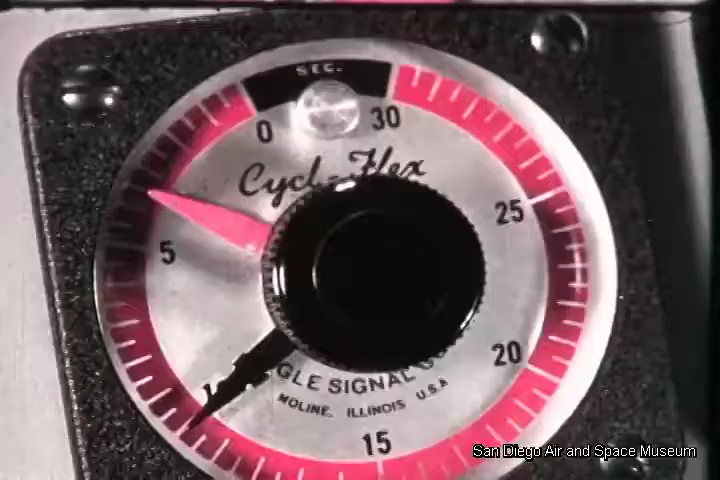 SEC.
0 30
Cycl-Flex
25
5
20
GLE SIGNAL
MOLINE, ILLINOIS U.S.A
15
San Diego Air and Space Museum